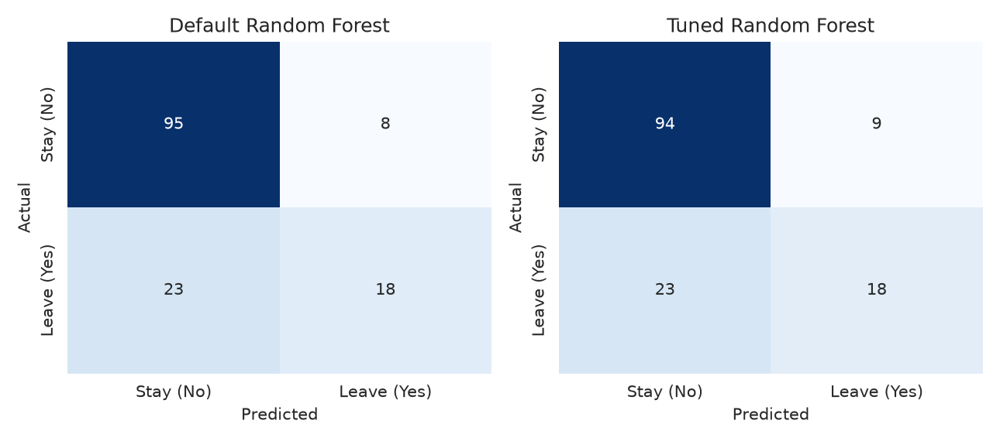 Default Random Forest
Actual
Stay (No)
95
8
Leave (Yes)
23
18
Stay (No)
Leave (Yes)
Predicted
Tuned Random Forest
Actual
Stay (No)
94
9
Leave (Yes)
23
18
Stay (No)
Leave (Yes)
Predicted